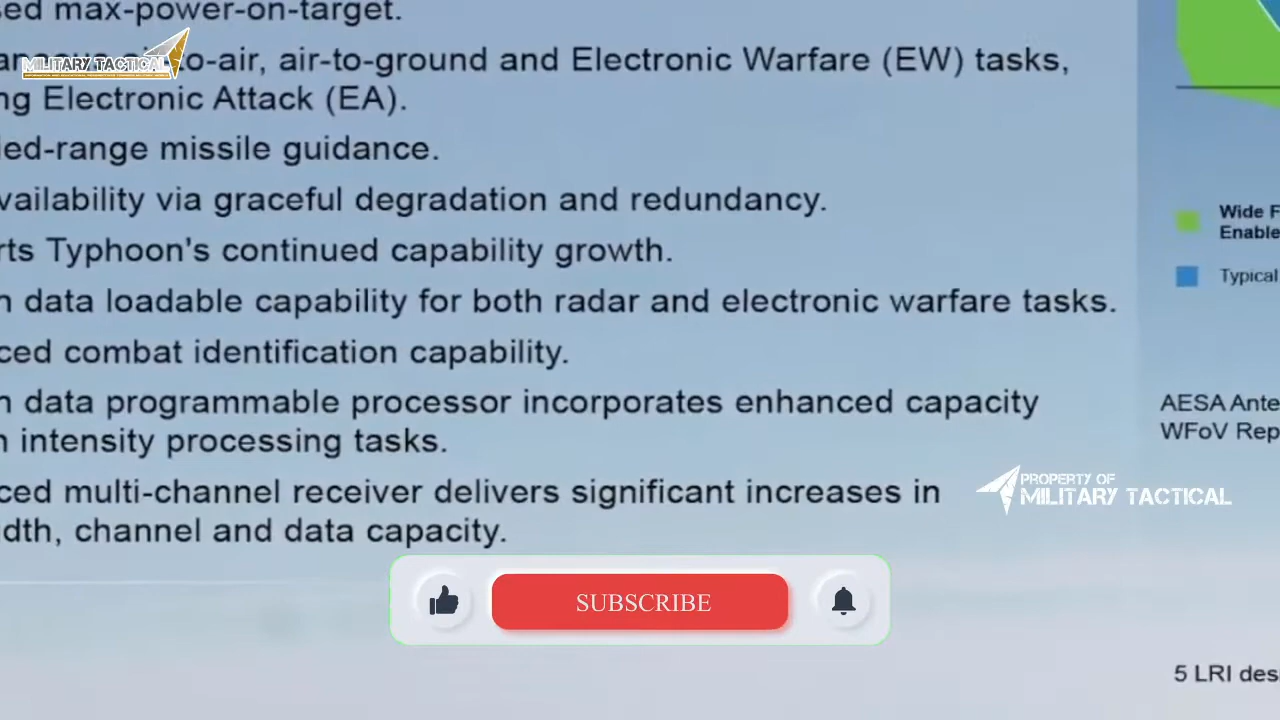 sed max-power-on-target.
MILITARY TACTICAL
to-air, air-to-ground and Electronic Warfare (EW) tasks,
ng Electronic Attack (EA).
ded-range missile guidance.
vailability via graceful degradation and redundancy.
rts Typhoon's continued capability growth.
n data loadable capability for both radar and electronic warfare tasks.
ced combat identification capability.
n data programmable processor incorporates enhanced capacity
h intensity processing tasks.
ced multi-channel receiver delivers significant increases in
dth, channel and data capacity.
Wide F
Enable
Typical
AESA Ante
WFoV Rep
PROPERTY OF
MILITARY TACTICAL
SUBSCRIBE
5 LRI des